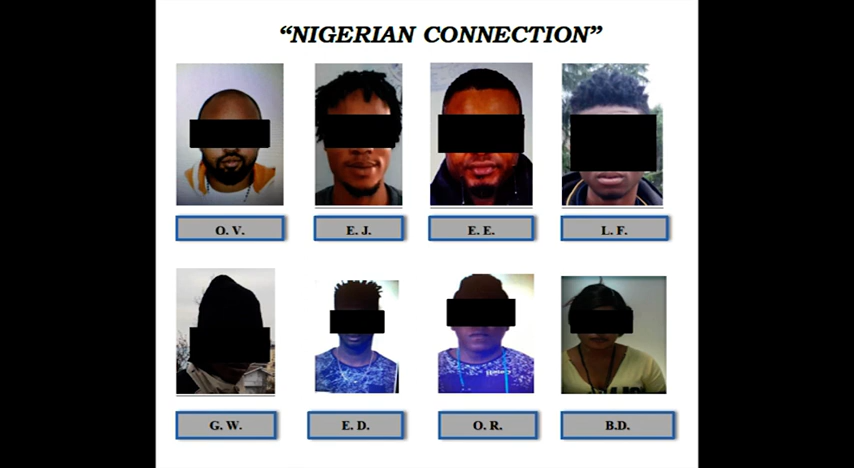 “NIGERIAN CONNECTION”
O. V.
E. J.
E. E.
L. F.
G. W.
E. D.
O. R.
B.D.